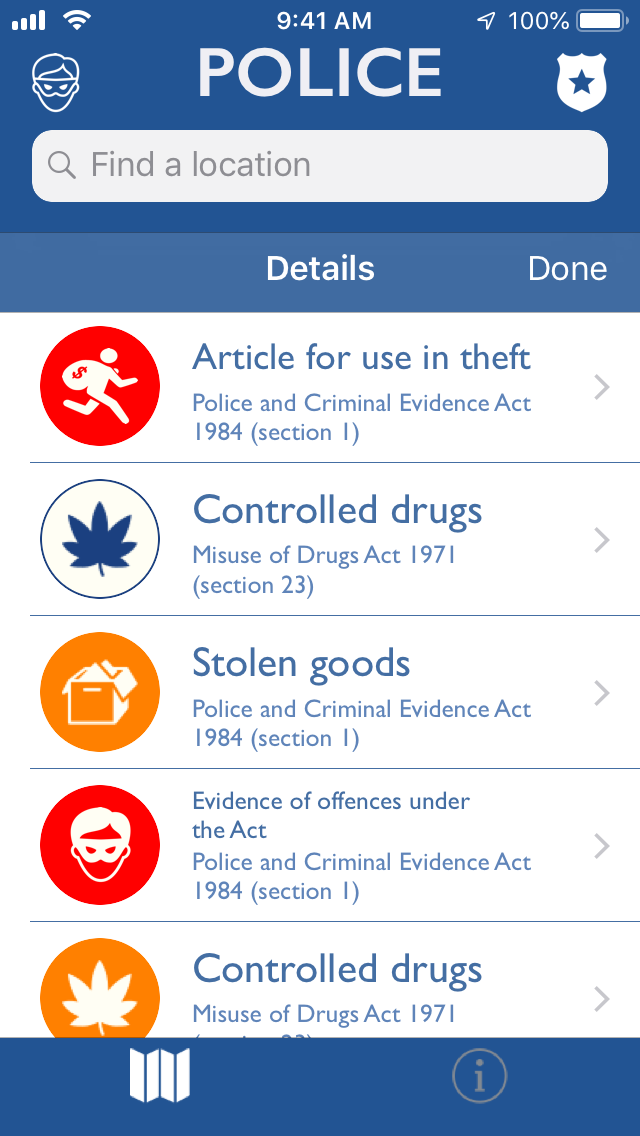 9:41 AM
100%
POLICE
Find a location
Details
Done
Article for use in theft
Police and Criminal Evidence Act
1984 (section 1)
Controlled drugs
Misuse of Drugs Act 1971
(section 23)
Stolen goods
Police and Criminal Evidence Act
1984 (section 1)
Evidence of offences under
the Act
Police and Criminal Evidence Act
1984 (section 1)
Controlled drugs
Misuse of Drugs Act 1971